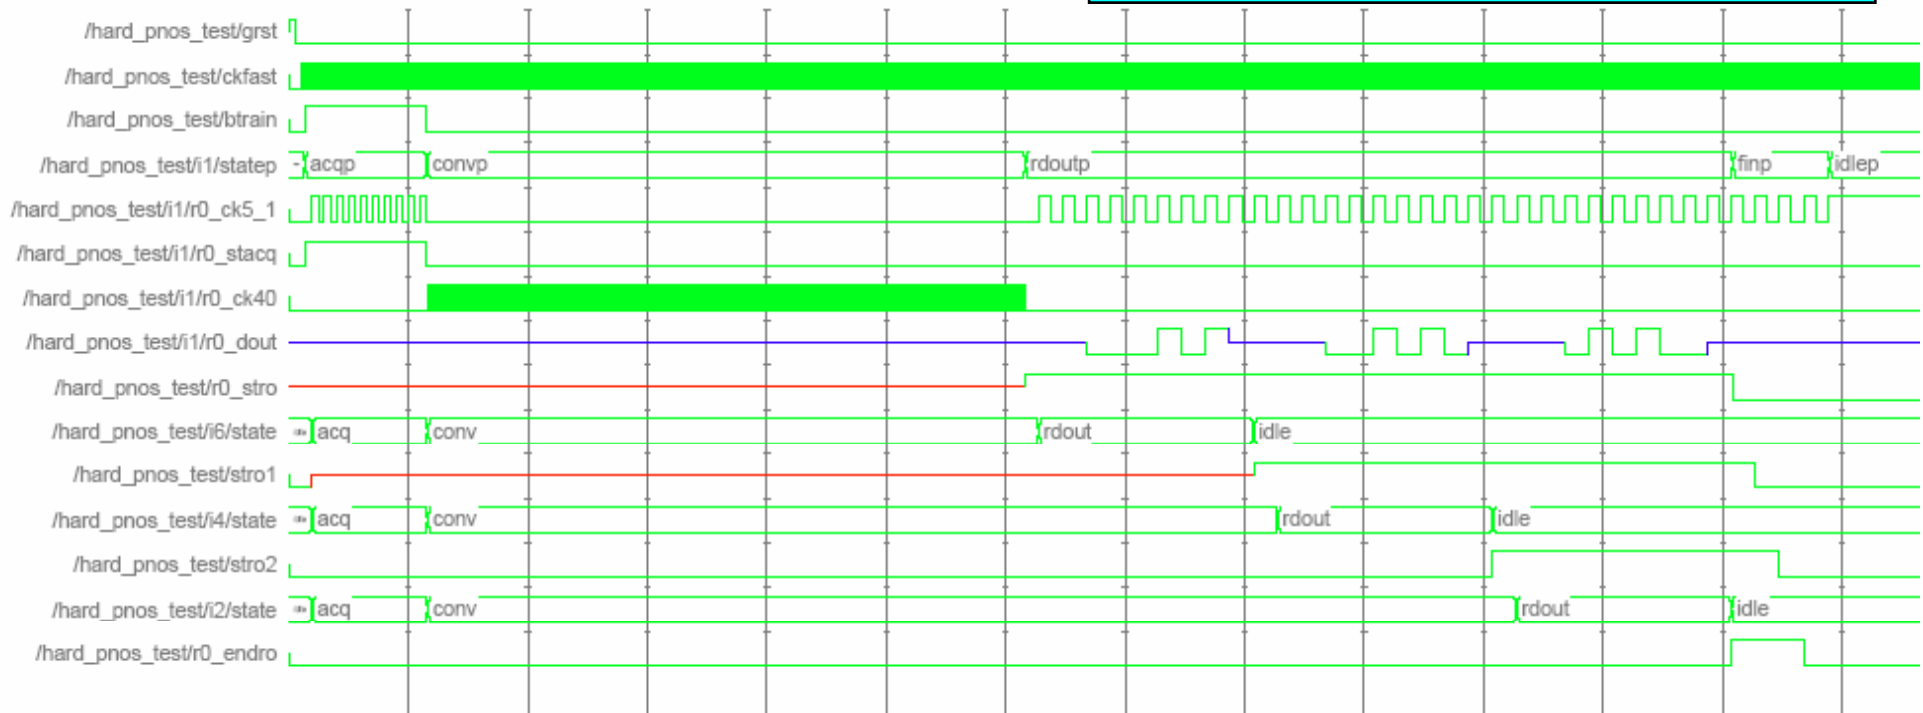 /hard_pnos_test/grst
/hard_pnos_test/ckfast
/hard_pnos_test/btrain
/hard_pnos_test/i1/statep - acqp convp rdoutp finp idlep
/hard_pnos_test/i1/r0_ck5_1
/hard_pnos_test/i1/r0_stacq
/hard_pnos_test/i1/r0_ck40
/hard_pnos_test/i1/r0_dout
/hard_pnos_test/r0_stro
/hard_pnos_test/i6/state acq conv rdout idle
/hard_pnos_test/stro1
/hard_pnos_test/i4/state acq conv rdout idle
/hard_pnos_test/stro2
/hard_pnos_test/i2/state acq conv rdout idle
/hard_pnos_test/r0_endro